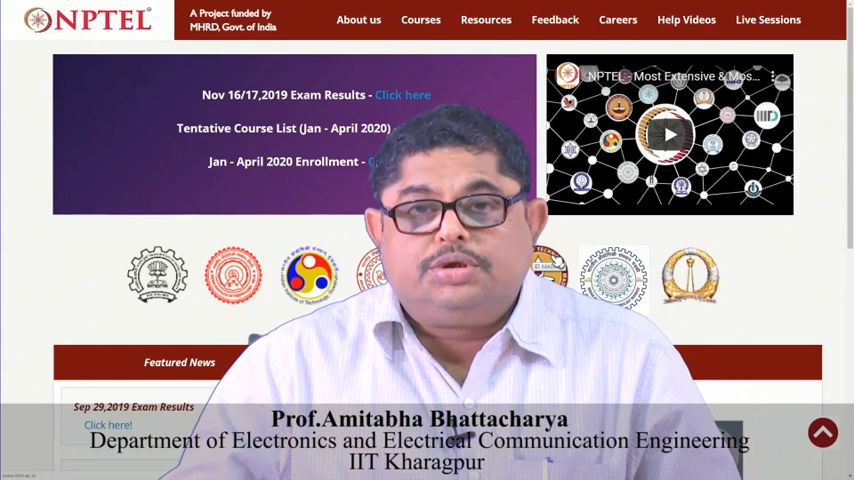 NPTEL
A Project funded by
MHRD, Govt. of India
About us Courses Resources Feedback Careers Help Videos Live Sessions
Nov 16/17,2019 Exam Results - Click here
Tentative Course List (Jan - April 2020)
Jan - April 2020 Enrollment -
NPTEL - Most Extensive & Mos...
Featured News
Sep 29,2019 Exam Results
Click here!
Prof.Amitabha Bhattacharya
Department of Electronics and Electrical Communication Engineering
IIT Kharagpur